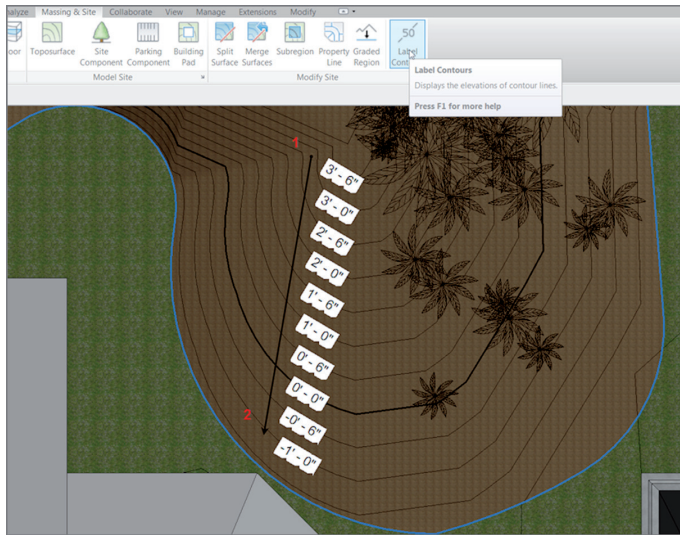 nalyze Massing & Site Collaborate View Manage Extensions Modify
oor Toposurface Site Component Parking Component Building Pad Split Surface Merge Surfaces Subregion Property Line Graded Region Label
Model Site Modify Site
50
Label Contours
Displays the elevations of contour lines.
Press F1 for more help
1
3' - 6"
3' - 0"
2' - 6"
2' - 0"
1' - 6"
1' - 0"
0' - 6"
0' - 0"
2
-0' - 6"
-1' - 0"